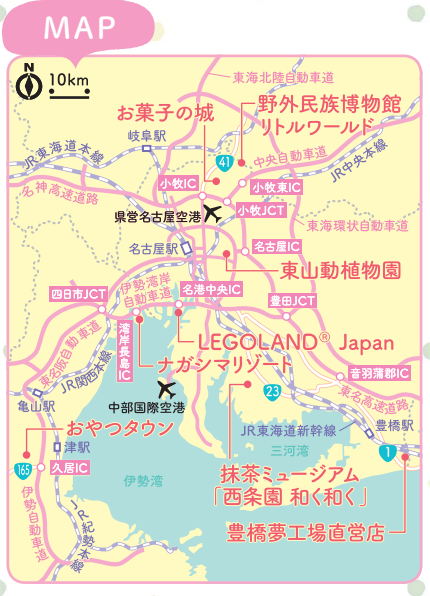 MAP
N
10km
東海北陸自動車道
お菓子の城
野外民族博物館
リトルワールド
岐阜駅
JR東海道本線
41
中央自動車道
JR中央本線
小牧IC
小牧東IC
名神高速道路
小牧JCT
県営名古屋空港
東海環状自動車道
名古屋駅
名古屋IC
東山動植物園
伊勢湾岸
自動車道
四日市JCT
名港中央IC
豊田JCT
湾岸長島IC
LEGOLAND® Japan
ナガシマリゾート
東名阪自動車道
JR関西本線
音羽蒲郡IC
23
東名高速道路
亀山駅
中部国際空港
おやつタウン
JR東海道新幹線
豊橋駅
津駅
三河湾
1
165
久居IC
抹茶ミュージアム
「西条園 和く和く」
伊勢湾
伊勢自動車道
JR紀勢本線
豊橋夢工場直営店